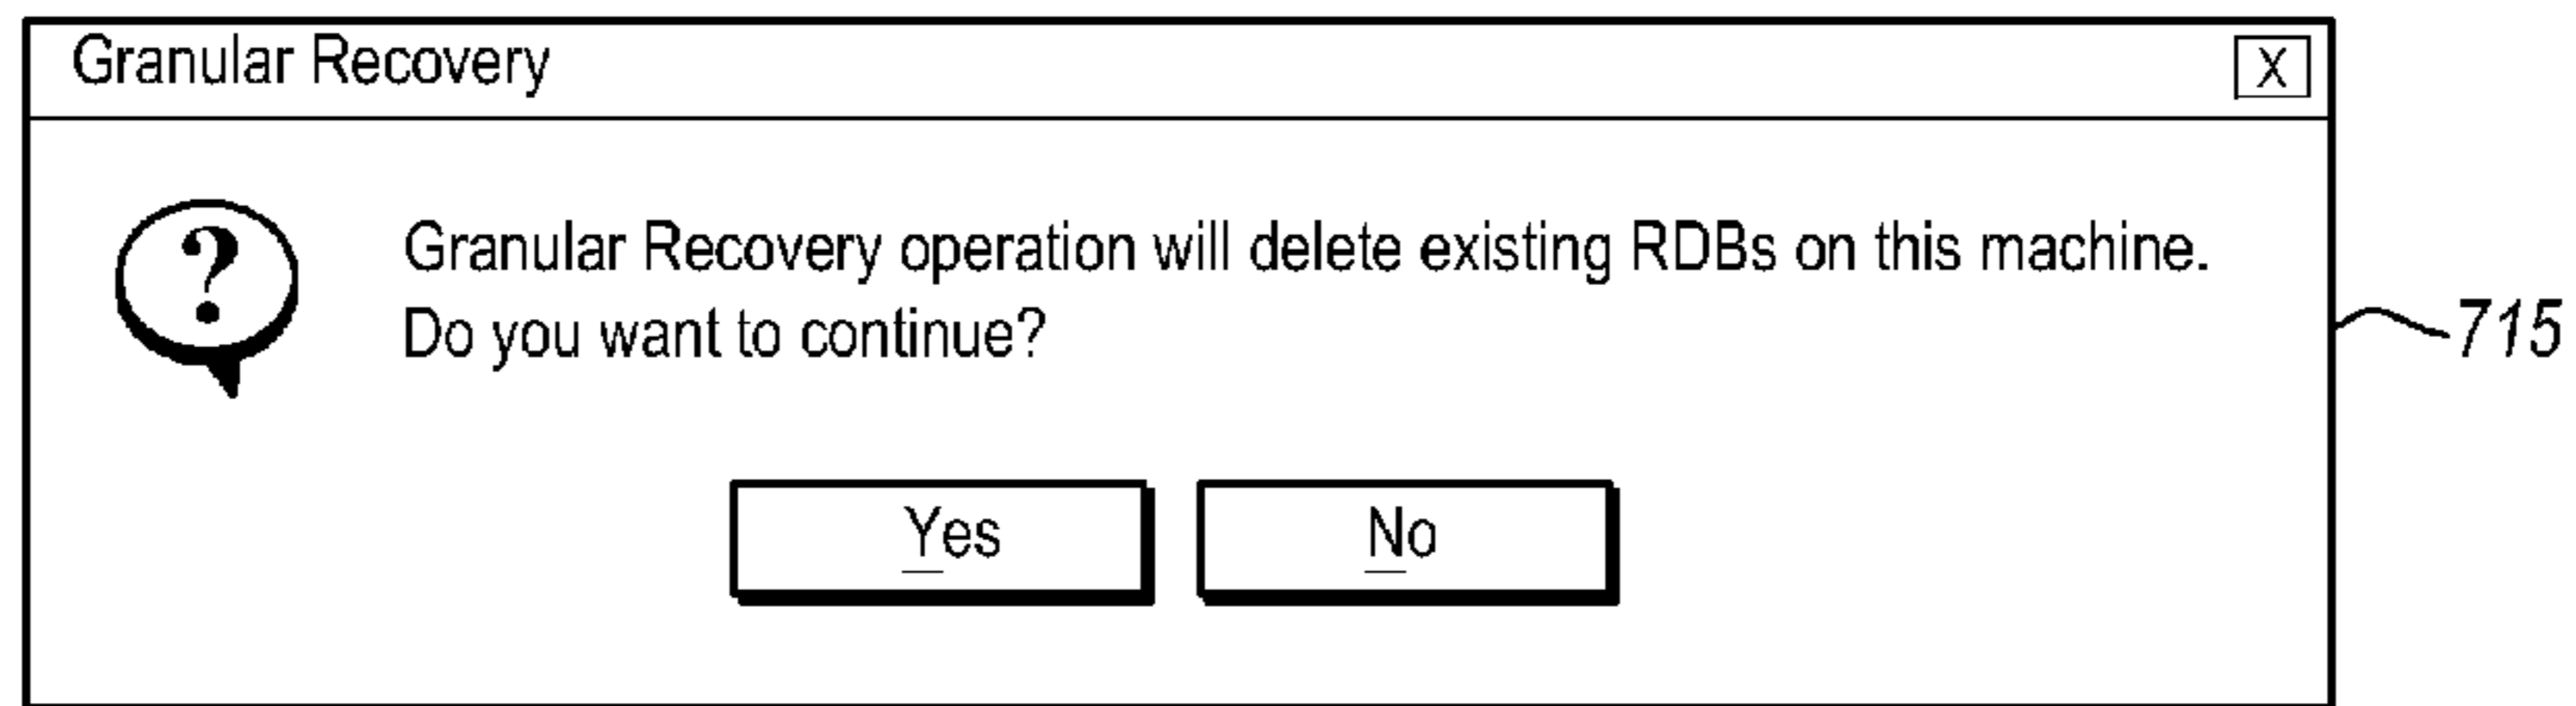 Granular Recovery
X
?
Granular Recovery operation will delete existing RDBs on this machine.
Do you want to continue?
715
Yes
No